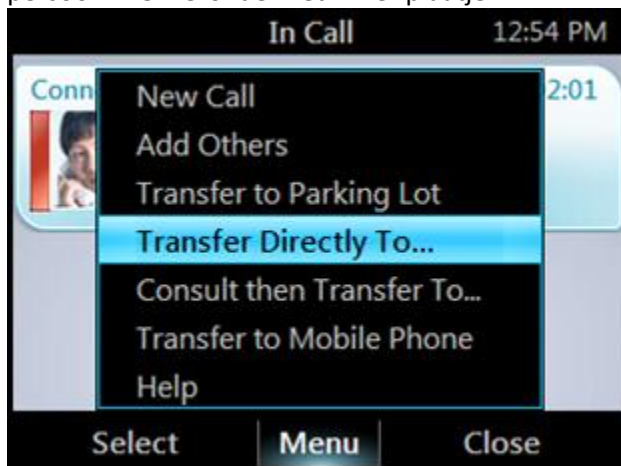 In Call 12:54 PM
Conn 2:01
New Call
Add Others
Transfer to Parking Lot
Transfer Directly To...
Consult then Transfer To...
Transfer to Mobile Phone
Help
Select Menu Close